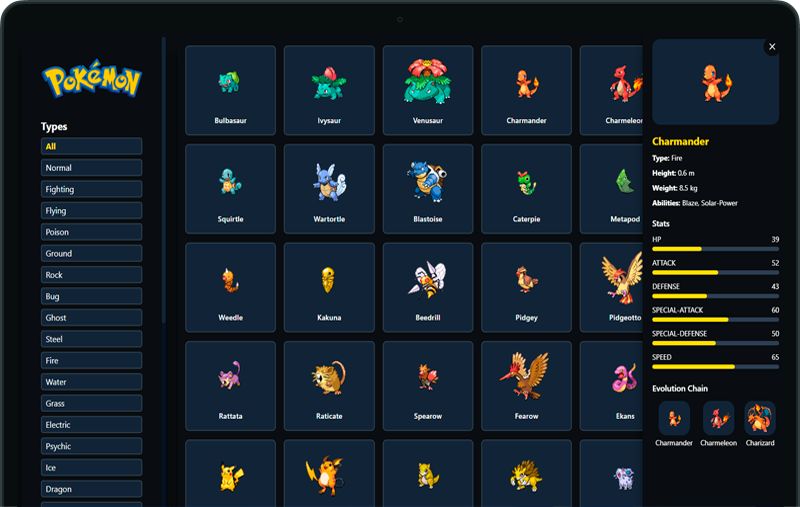 POKéMON
Types
All
Normal
Fighting
Flying
Poison
Ground
Rock
Bug
Ghost
Steel
Fire
Water
Grass
Electric
Psychic
Ice
Dragon
Bulbasaur
Ivysaur
Venusaur
Charmander
Charmeleon
Squirtle
Wartortle
Blastoise
Caterpie
Metapod
Weedle
Kakuna
Beedrill
Pidgey
Pidgeotto
Rattata
Raticate
Spearow
Fearow
Ekans
×
Charmander
Type: Fire
Height: 0.6 m
Weight: 8.5 kg
Abilities: Blaze, Solar-Power
Stats
HP 39
ATTACK 52
DEFENSE 43
SPECIAL-ATTACK 60
SPECIAL-DEFENSE 50
SPEED 65
Evolution Chain
Charmander
Charmeleon
Charizard